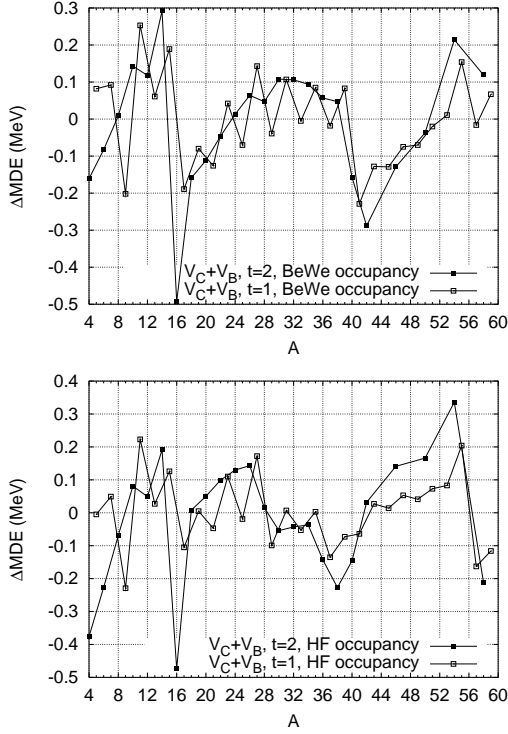 0.3
0.2
0.1
0
-0.1
-0.2
-0.3
-0.4
-0.5
ΔMDE (MeV)
V_C+V_B, t=2, BeWe occupancy
V_C+V_B, t=1, BeWe occupancy
4 8 12 16 20 24 28 32 36 40 44 48 52 56 60
A
0.4
0.3
0.2
0.1
0
-0.1
-0.2
-0.3
-0.4
-0.5
ΔMDE (MeV)
V_C+V_B, t=2, HF occupancy
V_C+V_B, t=1, HF occupancy
4 8 12 16 20 24 28 32 36 40 44 48 52 56 60
A